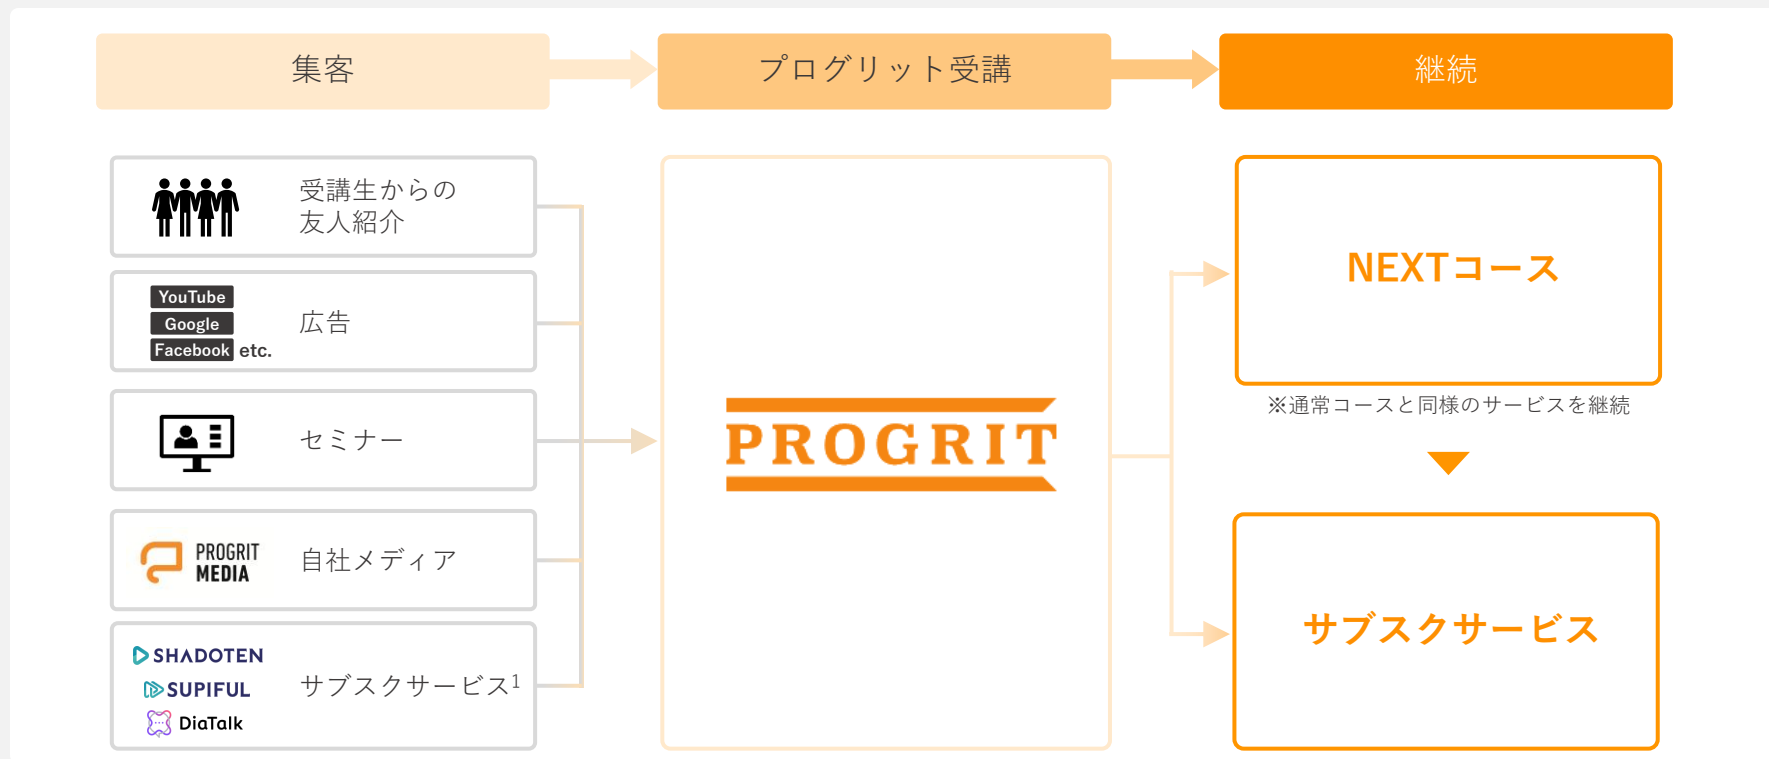 集客
プログリット受講
継続
受講生からの
友人紹介
YouTube
Google
Facebook etc.
広告
セミナー
PROGRIT
MEDIA
自社メディア
SHADOTEN
SUPIFUL
DiaTalk
サブスクサービス1
PROGRIT
NEXTコース
※通常コースと同様のサービスを継続
サブスクサービス